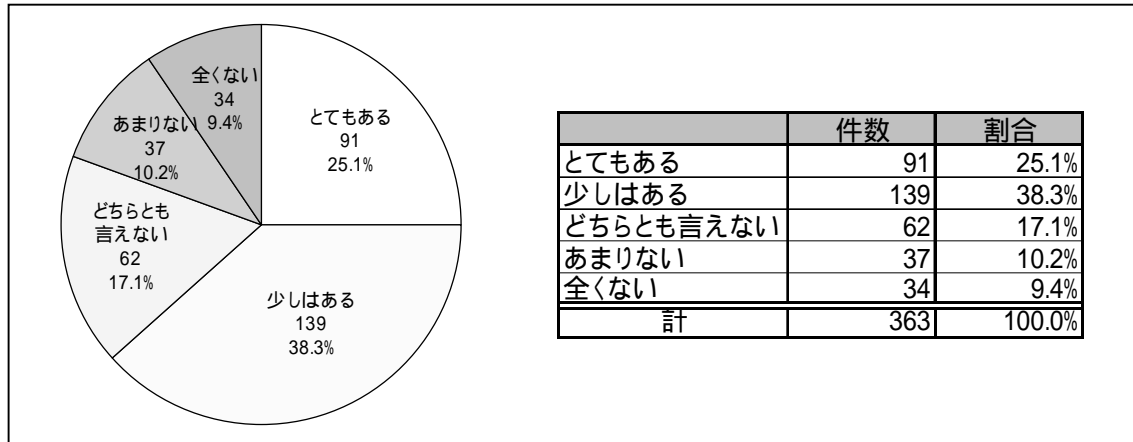 全くない
34
9.4%
とてもある
91
25.1%
あまりない
37
10.2%
どちらとも
言えない
62
17.1%
少しはある
139
38.3%
件数 割合
とてもある 91 25.1%
少しはある 139 38.3%
どちらとも言えない 62 17.1%
あまりない 37 10.2%
全くない 34 9.4%
計 363 100.0%